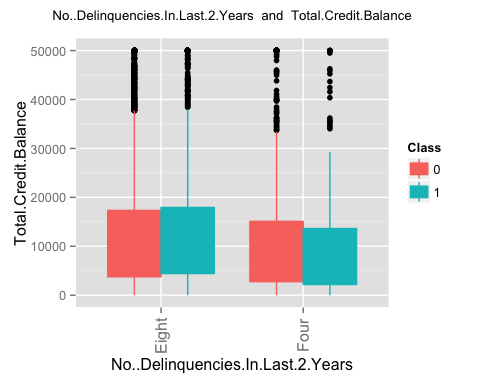 No..Delinquencies.In.Last.2.Years and Total.Credit.Balance
Total.Credit.Balance
50000
40000
30000
20000
10000
0
Eight
Four
No..Delinquencies.In.Last.2.Years
Class
0
1